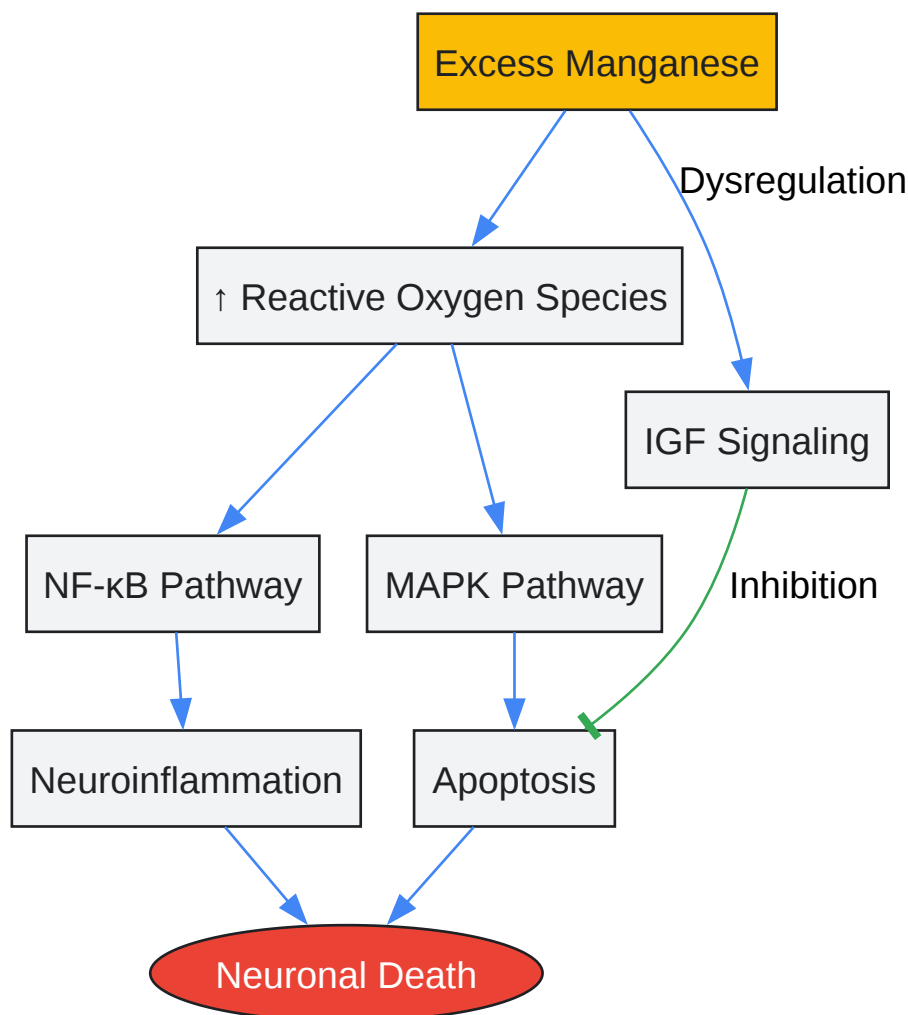 Excess Manganese
Dysregulation
↑ Reactive Oxygen Species
IGF Signaling
NF-κB Pathway
MAPK Pathway
Inhibition
Neuroinflammation
Apoptosis
Neuronal Death